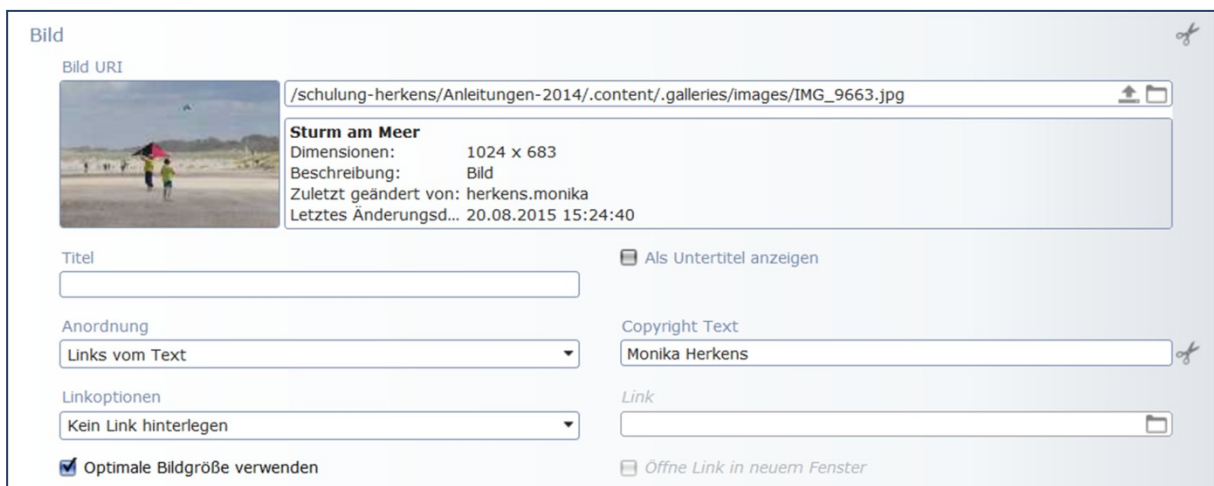 Bild
Bild URI
/schulung-herkens/Anleitungen-2014/.content/.galleries/images/IMG_9663.jpg
Sturm am Meer
Dimensionen: 1024 x 683
Beschreibung: Bild
Zuletzt geändert von: herkens.monika
Letztes Änderungsd... 20.08.2015 15:24:40
Titel
Als Untertitel anzeigen
Anordnung
Copyright Text
Links vom Text
Monika Herkens
Linkoptionen
Link
Kein Link hinterlegen
Optimale Bildgröße verwenden
Öffne Link in neuem Fenster